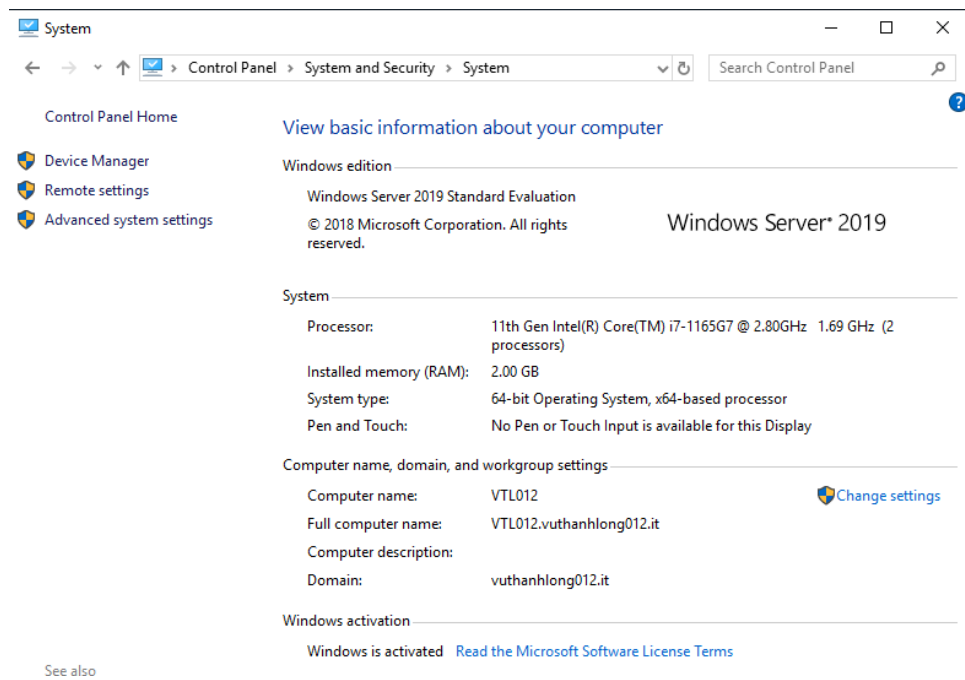 System
Control Panel > System and Security > System
Search Control Panel
?
Control Panel Home
Device Manager
Remote settings
Advanced system settings
View basic information about your computer
Windows edition
Windows Server 2019 Standard Evaluation
© 2018 Microsoft Corporation. All rights
reserved.
Windows Server® 2019
System
Processor: 11th Gen Intel(R) Core(TM) i7-1165G7 @ 2.80GHz 1.69 GHz (2
processors)
Installed memory (RAM): 2.00 GB
System type: 64-bit Operating System, x64-based processor
Pen and Touch: No Pen or Touch Input is available for this Display
Computer name, domain, and workgroup settings
Computer name: VTL012
Change settings
Full computer name: VTL012.vuthanhlong012.it
Computer description:
Domain: vuthanhlong012.it
Windows activation
Windows is activated Read the Microsoft Software License Terms
See also